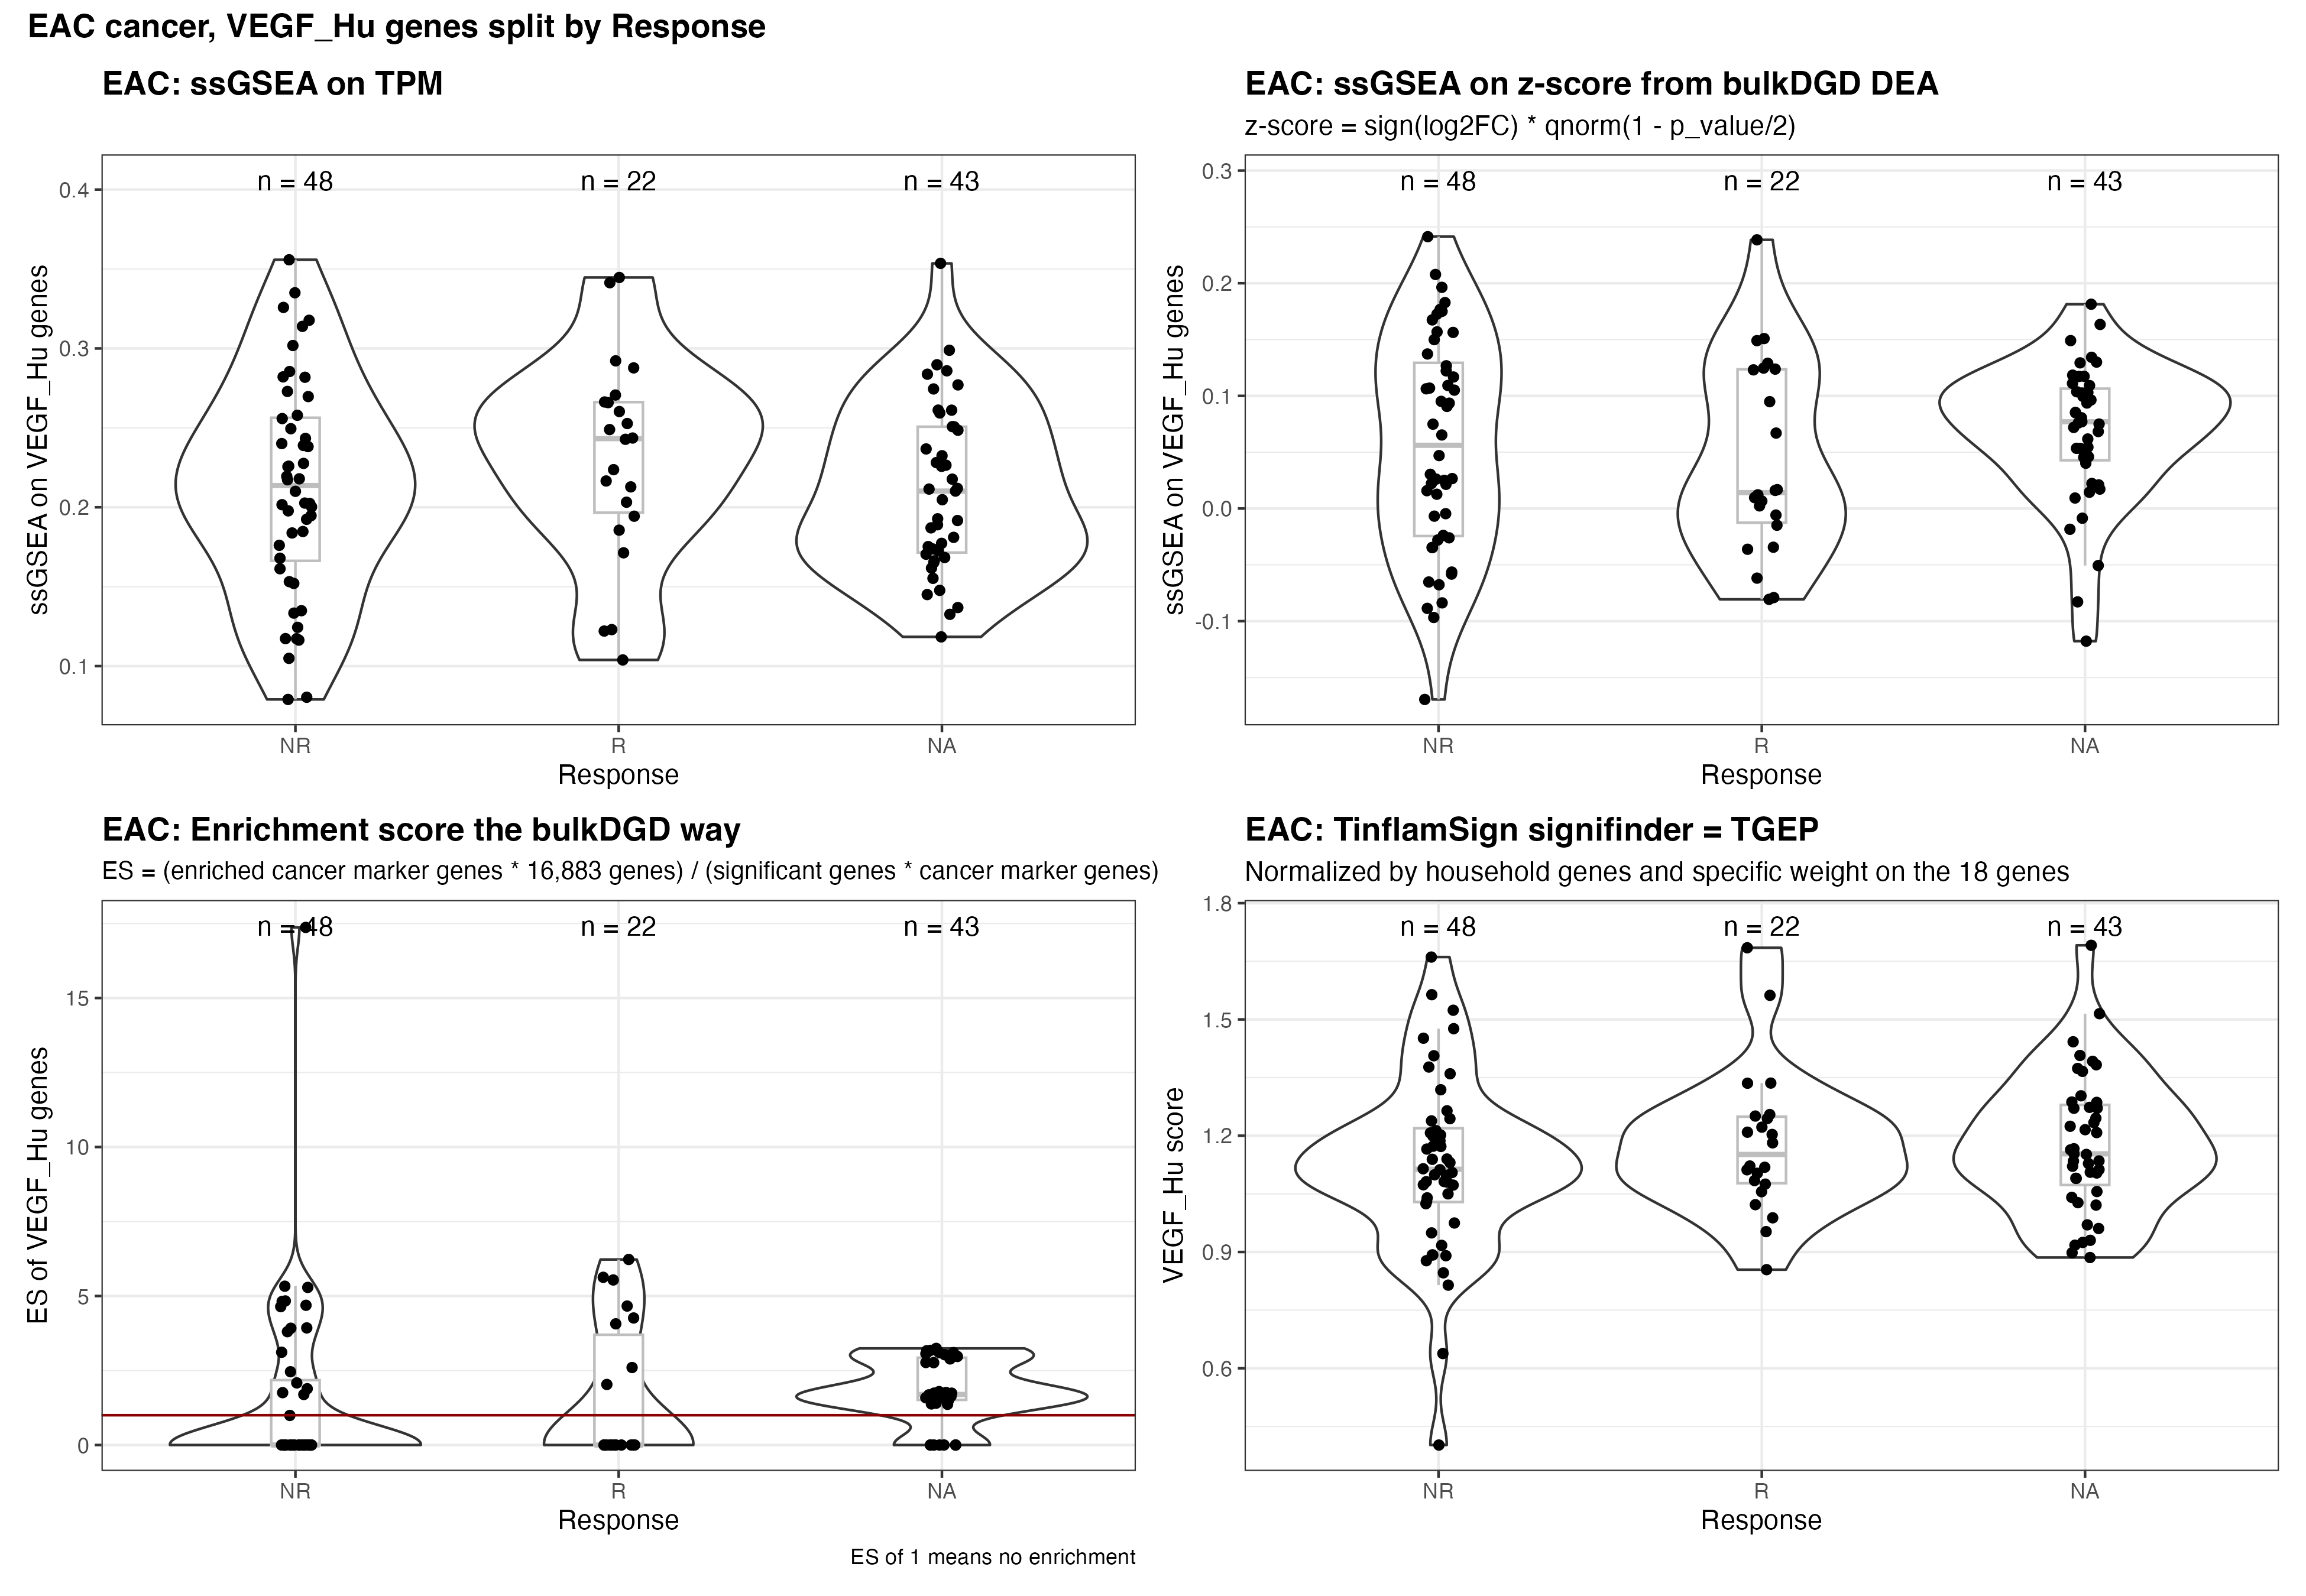 EAC cancer, VEGF_Hu genes split by Response
EAC: ssGSEA on TPM
n = 48
n = 22
n = 43
0.4
0.3
0.2
0.1
ssGSEA on VEGF_Hu genes
NR
R
NA
Response
EAC: ssGSEA on z-score from bulkDGD DEA
z-score = sign(log2FC) * qnorm(1 - p_value/2)
n = 48
n = 22
n = 43
0.3
0.2
0.1
0.0
-0.1
ssGSEA on VEGF_Hu genes
NR
R
NA
Response
EAC: Enrichment score the bulkDGD way
ES = (enriched cancer marker genes * 16,883 genes) / (significant genes * cancer marker genes)
n = 48
n = 22
n = 43
15
10
5
0
ES of VEGF_Hu genes
NR
R
NA
Response
ES of 1 means no enrichment
EAC: TinflamSign signifinder = TGEP
Normalized by household genes and specific weight on the 18 genes
n = 48
n = 22
n = 43
1.8
1.5
1.2
0.9
0.6
VEGF_Hu score
NR
R
NA
Response